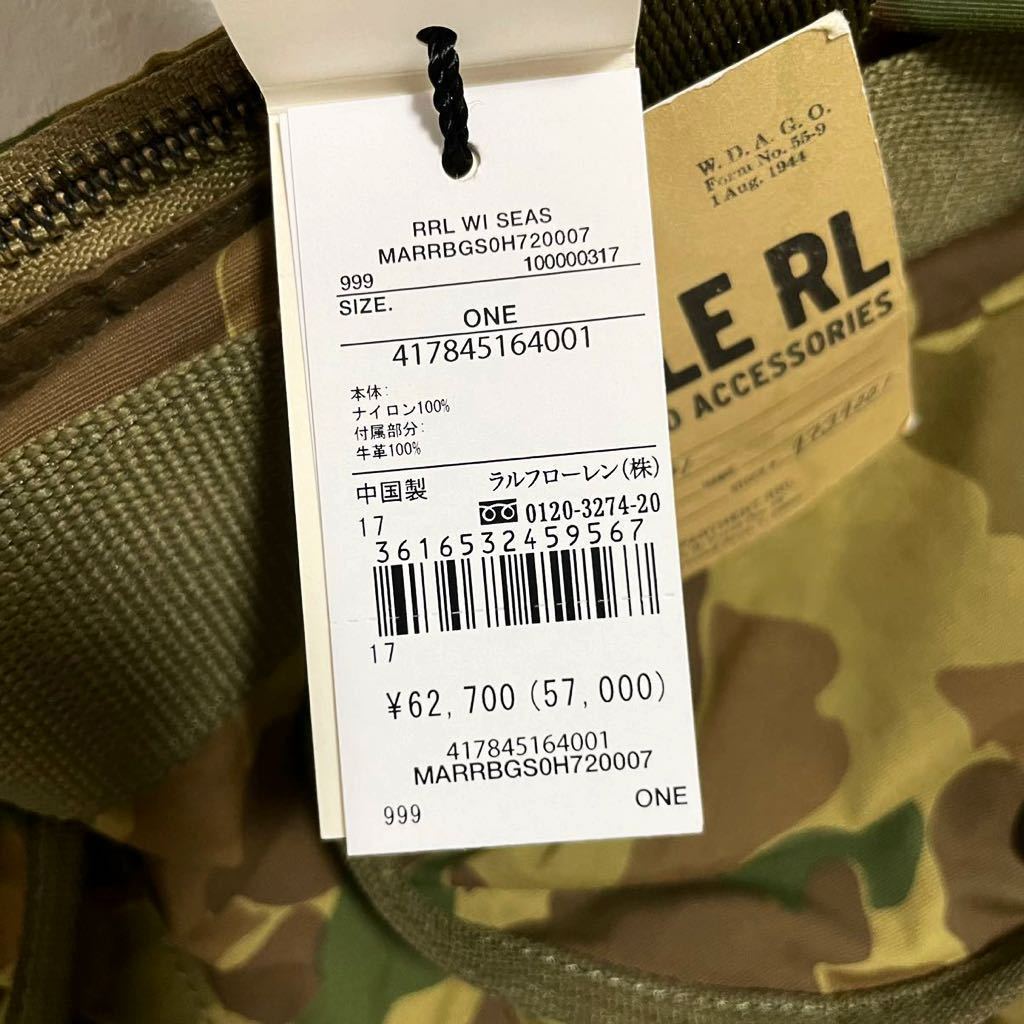 RRL WI SEAS
MARRBGS0H720007
999 100000317
SIZE.
ONE
417845164001
本体:
ナイロン100%
付属部分:
牛革100%
中国製 ラルフローレン(株)
17 0120-3274-20
3616532459567
17
¥62,700 (57,000)
417845164001
MARRBGS0H720007
999 ONE
W. D. A. G. O.
Form No. 55-9
1 Aug. 1944
LE RL
ACCESSORIES